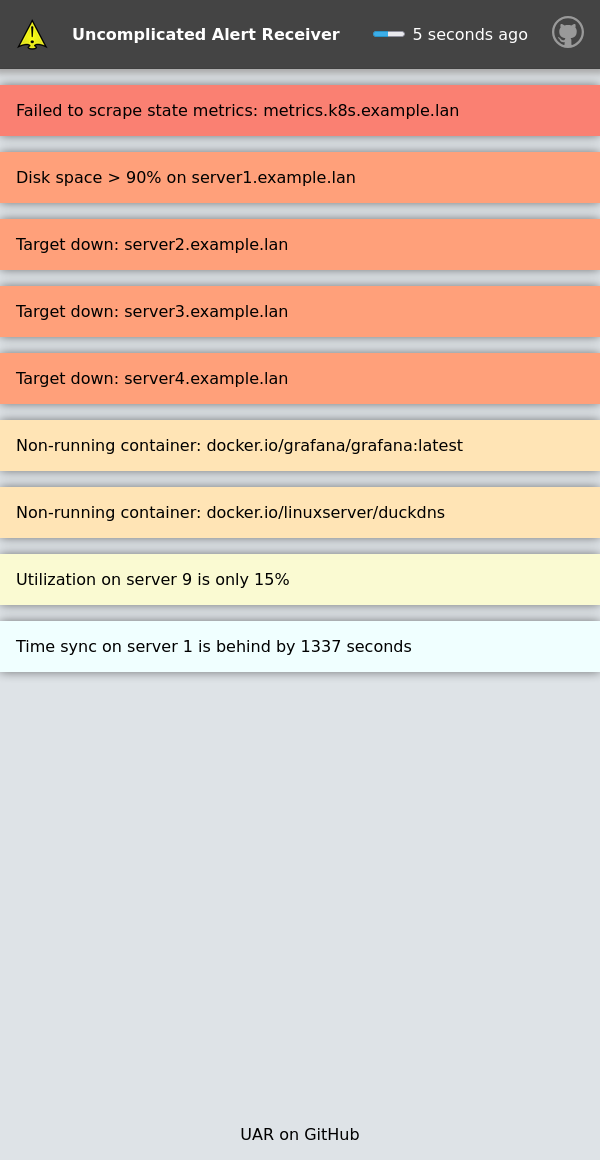 Uncomplicated Alert Receiver
5 seconds ago
Failed to scrape state metrics: metrics.k8s.example.lan
Disk space > 90% on server1.example.lan
Target down: server2.example.lan
Target down: server3.example.lan
Target down: server4.example.lan
Non-running container: docker.io/grafana/grafana:latest
Non-running container: docker.io/linuxserver/duckdns
Utilization on server 9 is only 15%
Time sync on server 1 is behind by 1337 seconds
UAR on GitHub